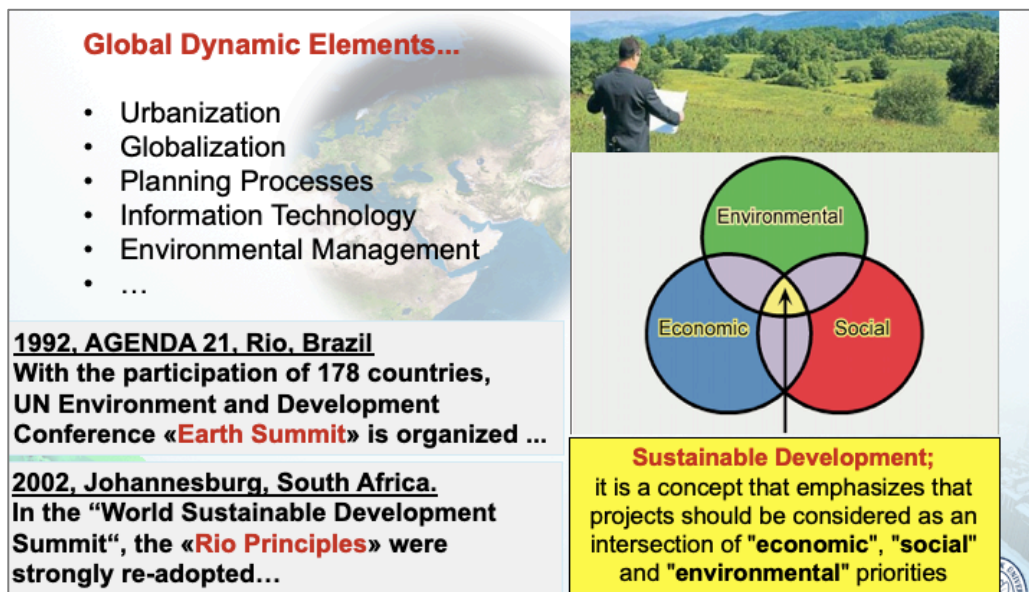 Global Dynamic Elements...
• Urbanization
• Globalization
• Planning Processes
• Information Technology
• Environmental Management
• ...
1992, AGENDA 21, Rio, Brazil
With the participation of 178 countries,
UN Environment and Development
Conference «Earth Summit» is organized ...
2002, Johannesburg, South Africa.
In the “World Sustainable Development
Summit“, the «Rio Principles» were
strongly re-adopted…
Environmental
Economic
Social
Sustainable Development;
it is a concept that emphasizes that
projects should be considered as an
intersection of "economic", "social"
and "environmental" priorities